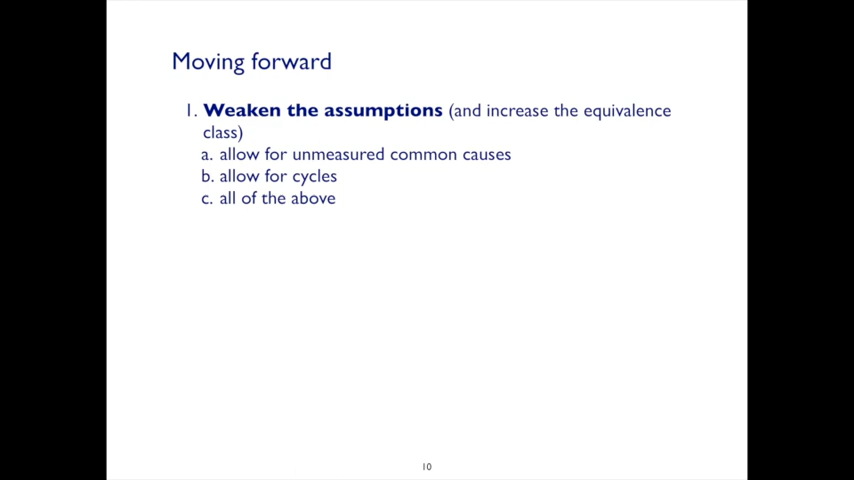 Moving forward
1. Weaken the assumptions (and increase the equivalence
class)
a. allow for unmeasured common causes
b. allow for cycles
c. all of the above
10